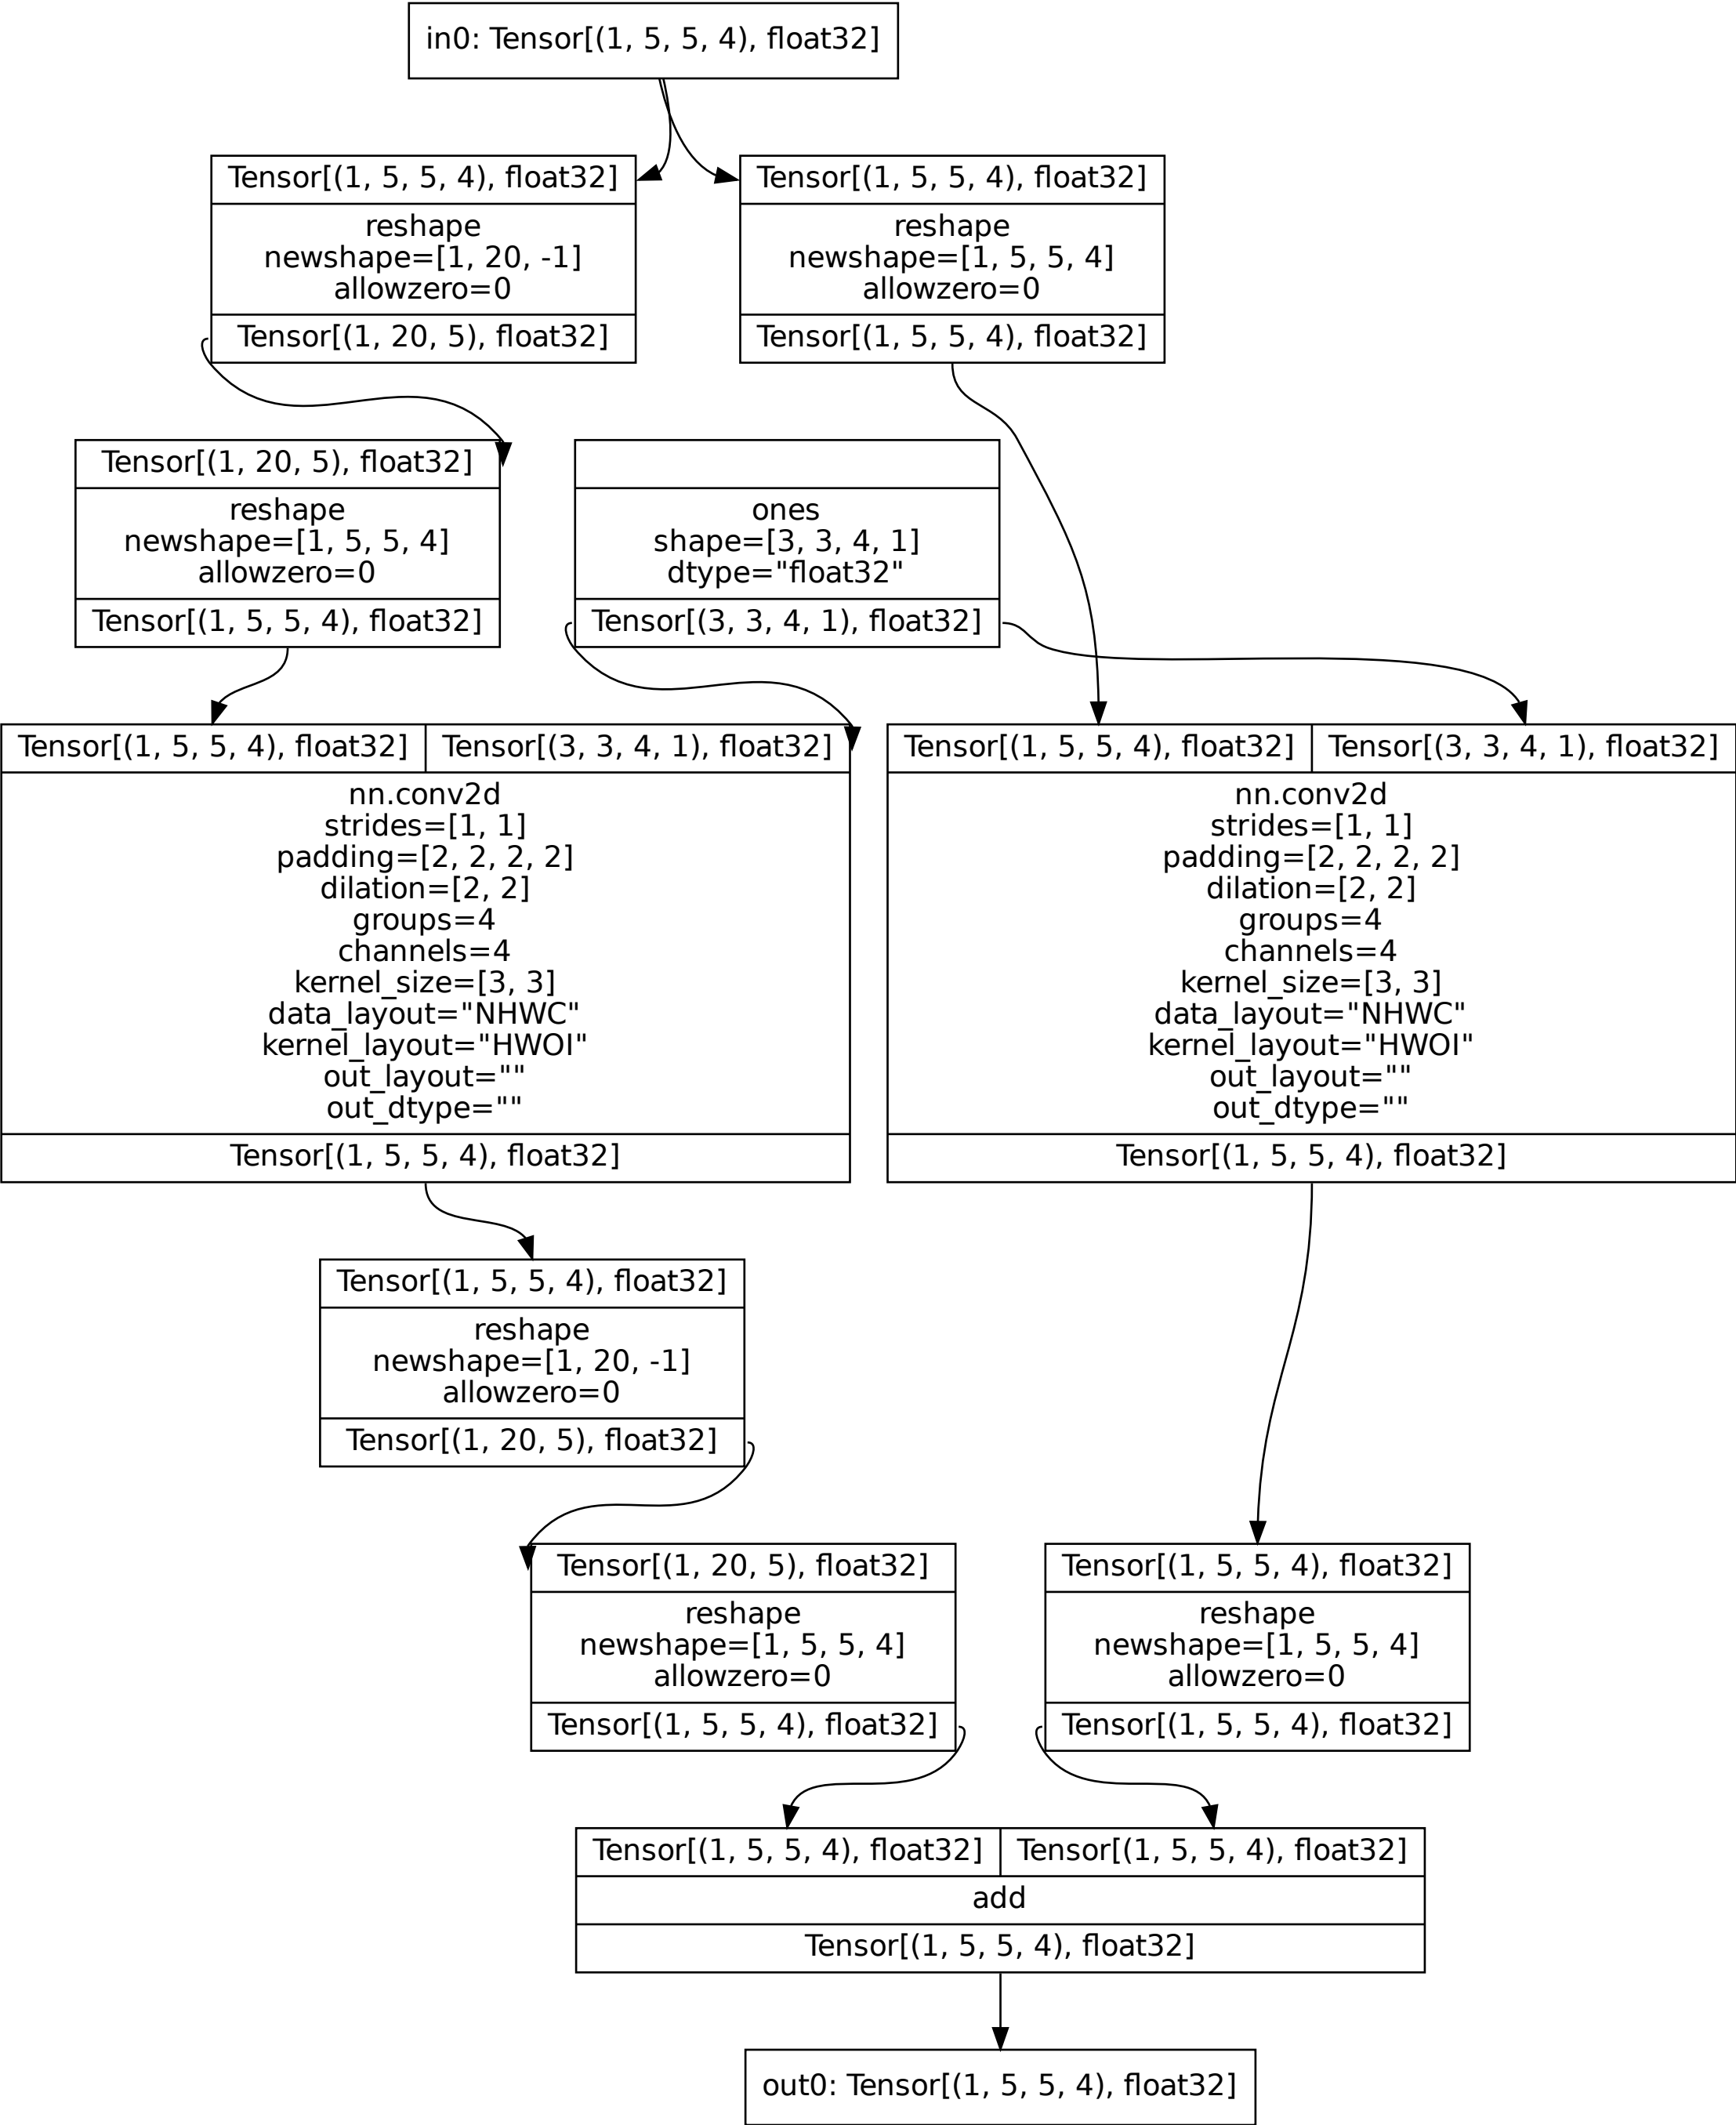 in0: Tensor[(1, 5, 5, 4), float32]
Tensor[(1, 5, 5, 4), float32]
reshape
newshape=[1, 20, -1]
allowzero=0
Tensor[(1, 20, 5), float32]
Tensor[(1, 5, 5, 4), float32]
reshape
newshape=[1, 5, 5, 4]
allowzero=0
Tensor[(1, 5, 5, 4), float32]
Tensor[(1, 20, 5), float32]
reshape
newshape=[1, 5, 5, 4]
allowzero=0
Tensor[(1, 5, 5, 4), float32]
ones
shape=[3, 3, 4, 1]
dtype="float32"
Tensor[(3, 3, 4, 1), float32]
Tensor[(1, 5, 5, 4), float32]
Tensor[(3, 3, 4, 1), float32]
nn.conv2d
strides=[1, 1]
padding=[2, 2, 2, 2]
dilation=[2, 2]
groups=4
channels=4
kernel_size=[3, 3]
data_layout="NHWC"
kernel_layout="HWOI"
out_layout=""
out_dtype=""
Tensor[(1, 5, 5, 4), float32]
Tensor[(1, 5, 5, 4), float32]
Tensor[(3, 3, 4, 1), float32]
nn.conv2d
strides=[1, 1]
padding=[2, 2, 2, 2]
dilation=[2, 2]
groups=4
channels=4
kernel_size=[3, 3]
data_layout="NHWC"
kernel_layout="HWOI"
out_layout=""
out_dtype=""
Tensor[(1, 5, 5, 4), float32]
Tensor[(1, 5, 5, 4), float32]
reshape
newshape=[1, 20, -1]
allowzero=0
Tensor[(1, 20, 5), float32]
Tensor[(1, 20, 5), float32]
reshape
newshape=[1, 5, 5, 4]
allowzero=0
Tensor[(1, 5, 5, 4), float32]
Tensor[(1, 5, 5, 4), float32]
reshape
newshape=[1, 5, 5, 4]
allowzero=0
Tensor[(1, 5, 5, 4), float32]
Tensor[(1, 5, 5, 4), float32]
Tensor[(1, 5, 5, 4), float32]
add
Tensor[(1, 5, 5, 4), float32]
out0: Tensor[(1, 5, 5, 4), float32]